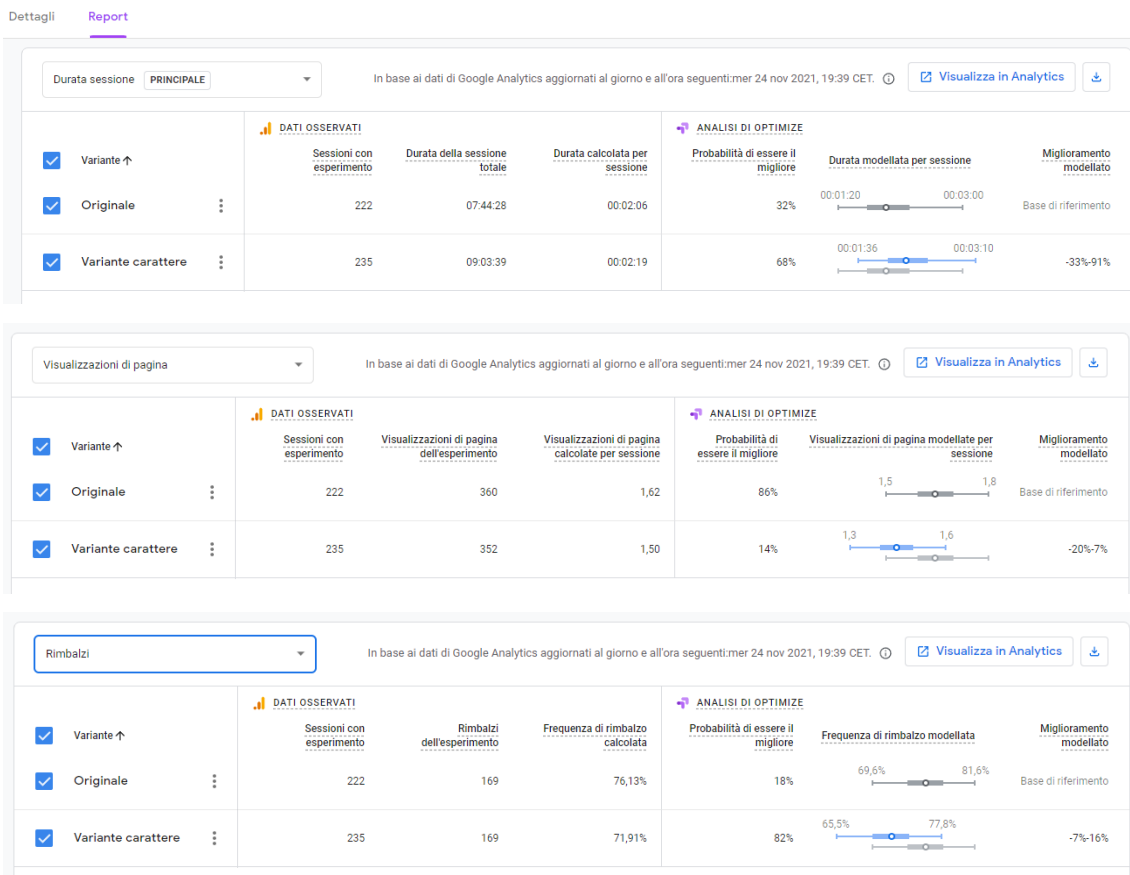 Dettagli Report
Durata sessione PRINCIPALE In base ai dati di Google Analytics aggiornati al giorno e all'ora seguenti:mer 24 nov 2021, 19:39 CET. Visualizza in Analytics
DATI OSSERVATI ANALISI DI OPTIMIZE
Variante Sessioni con esperimento Durata della sessione totale Durata calcolata per sessione Probabilità di essere il migliore Durata modellata per sessione Miglioramento modellato
Originale 222 07:44:28 00:02:06 32% 00:01:20 00:03:00 Base di riferimento
Variante carattere 235 09:03:39 00:02:19 68% 00:01:36 00:03:10 -33%-91%
Visualizzazioni di pagina In base ai dati di Google Analytics aggiornati al giorno e all'ora seguenti:mer 24 nov 2021, 19:39 CET. Visualizza in Analytics
DATI OSSERVATI ANALISI DI OPTIMIZE
Variante Sessioni con esperimento Visualizzazioni di pagina dell'esperimento Visualizzazioni di pagina calcolate per sessione Probabilità di essere il migliore Visualizzazioni di pagina modellate per sessione Miglioramento modellato
Originale 222 360 1,62 86% 1,5 1,8 Base di riferimento
Variante carattere 235 352 1,50 14% 1,3 1,6 -20%-7%
Rimbalzi In base ai dati di Google Analytics aggiornati al giorno e all'ora seguenti:mer 24 nov 2021, 19:39 CET. Visualizza in Analytics
DATI OSSERVATI ANALISI DI OPTIMIZE
Variante Sessioni con esperimento Rimbalzi dell'esperimento Frequenza di rimbalzo calcolata Probabilità di essere il migliore Frequenza di rimbalzo modellata Miglioramento modellato
Originale 222 169 76,13% 18% 69,6% 81,6% Base di riferimento
Variante carattere 235 169 71,91% 82% 65,5% 77,8% -7%-16%